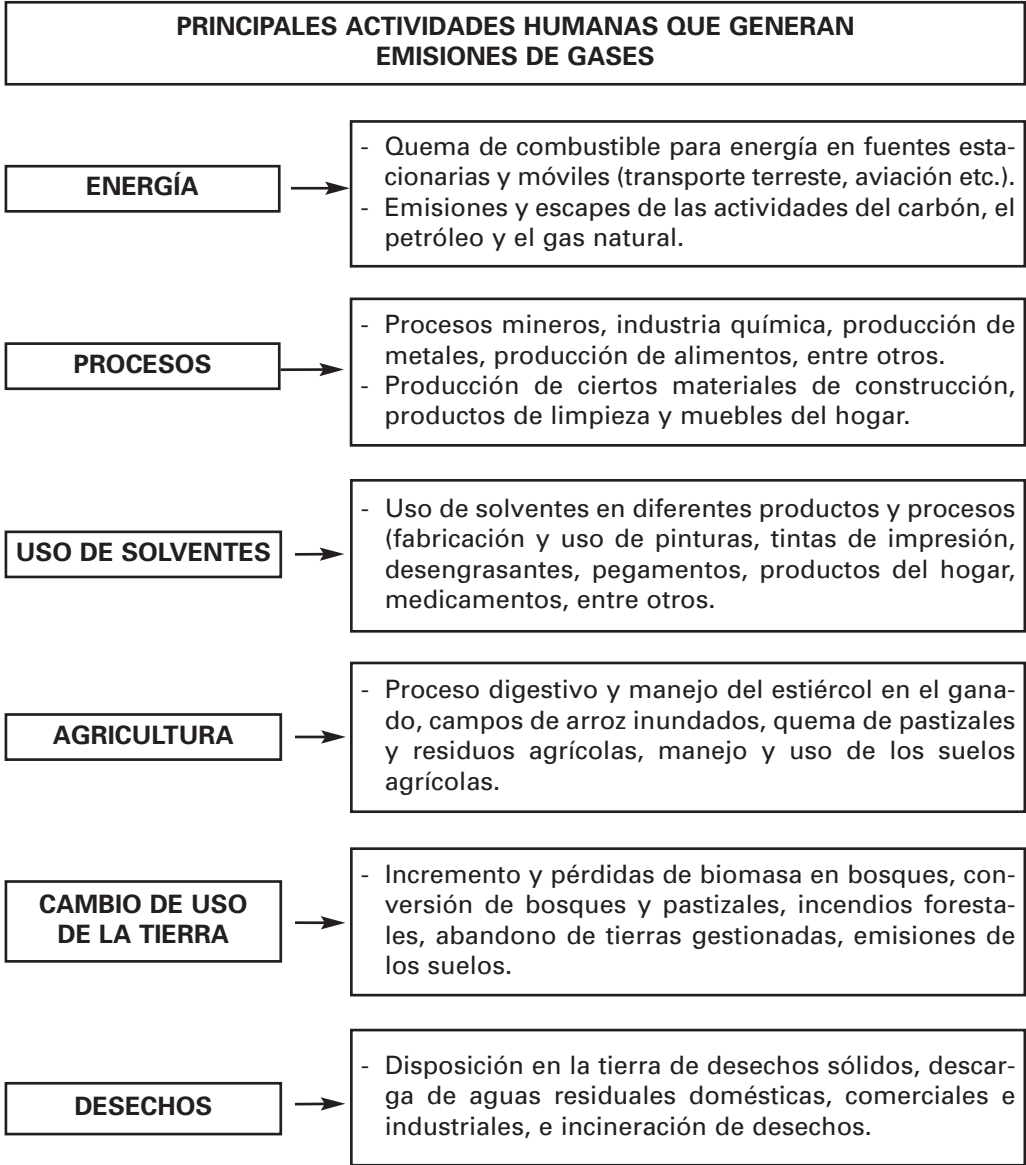 PRINCIPALES ACTIVIDADES HUMANAS QUE GENERAN
EMISIONES DE GASES
ENERGÍA
- Quema de combustible para energía en fuentes esta-
cionarias y móviles (transporte terreste, aviación etc.).
- Emisiones y escapes de las actividades del carbón, el
petróleo y el gas natural.
PROCESOS
- Procesos mineros, industria química, producción de
metales, producción de alimentos, entre otros.
- Producción de ciertos materiales de construcción,
productos de limpieza y muebles del hogar.
USO DE SOLVENTES
- Uso de solventes en diferentes productos y procesos
(fabricación y uso de pinturas, tintas de impresión,
desengrasantes, pegamentos, productos del hogar,
medicamentos, entre otros.
AGRICULTURA
- Proceso digestivo y manejo del estiércol en el gana-
do, campos de arroz inundados, quema de pastizales
y residuos agrícolas, manejo y uso de los suelos
agrícolas.
CAMBIO DE USO
DE LA TIERRA
- Incremento y pérdidas de biomasa en bosques, con-
versión de bosques y pastizales, incendios foresta-
les, abandono de tierras gestionadas, emisiones de
los suelos.
DESECHOS
- Disposición en la tierra de desechos sólidos, descar-
ga de aguas residuales domésticas, comerciales e
industriales, e incineración de desechos.